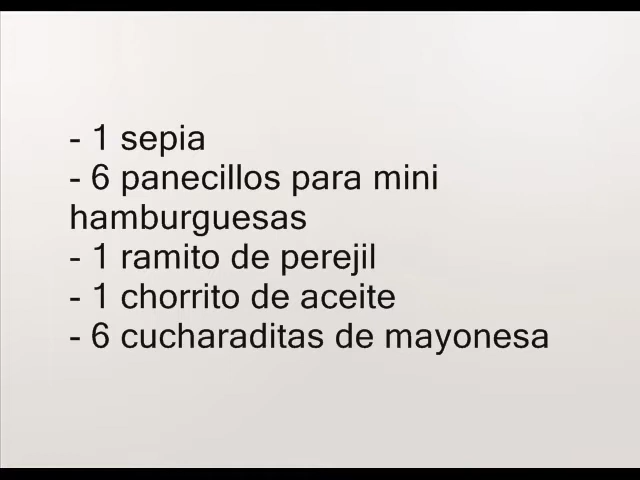 - 1 sepia
- 6 panecillos para mini
hamburguesas
- 1 ramito de perejil
- 1 chorrito de aceite
- 6 cucharaditas de mayonesa